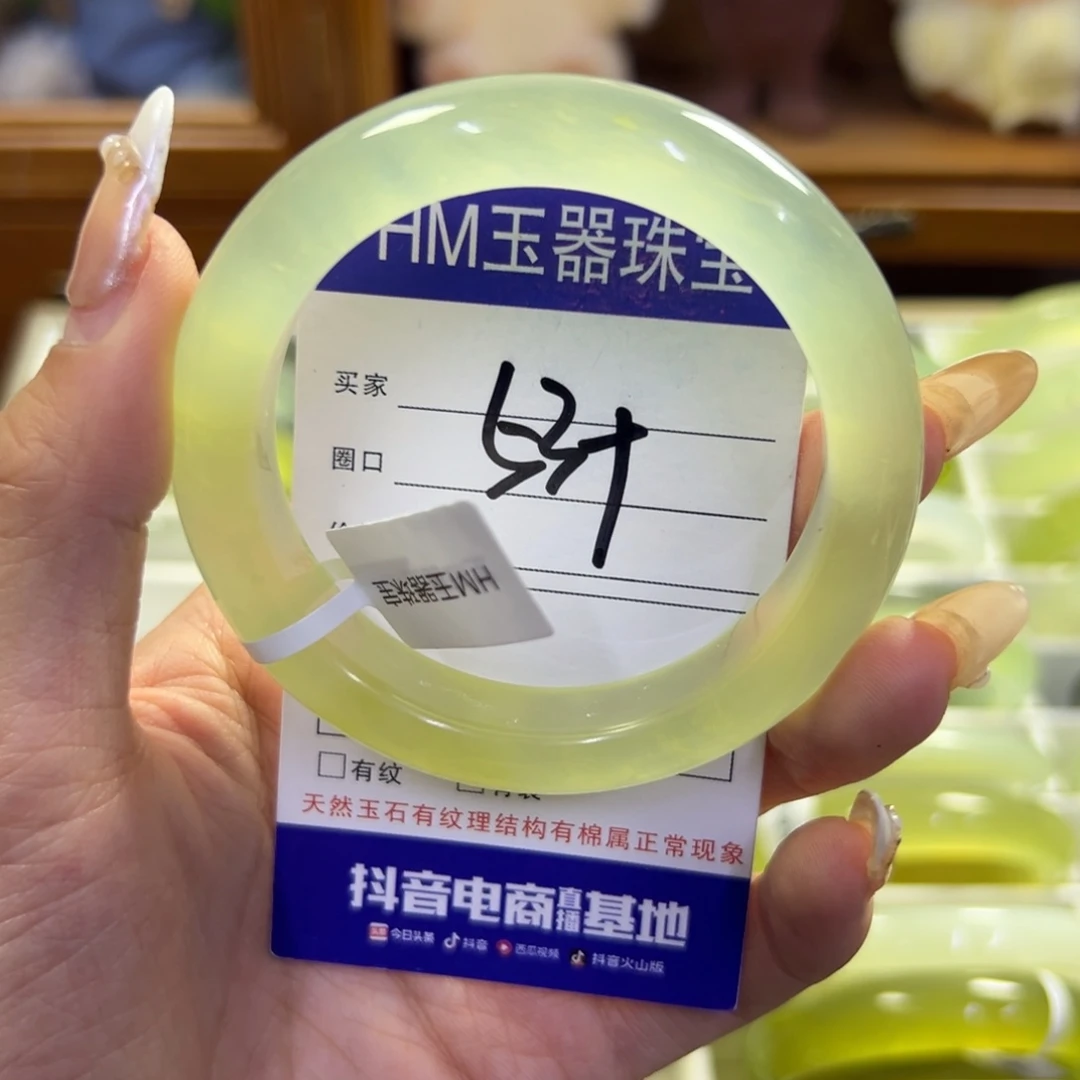 HM玉器珠宝
买家
圈口
HM玉器珠宝
有纹
天然玉石有纹理结构有棉属正常现象
抖音电商直播基地
今日头条 抖音 西瓜视频 抖音火山版